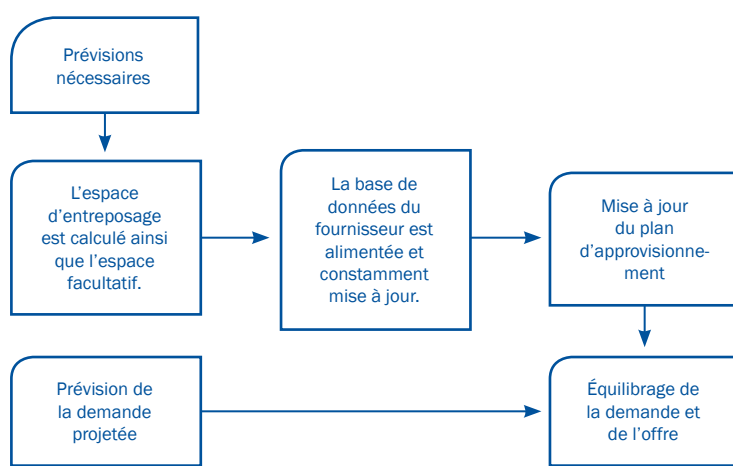 Prévisions
nécessaires
L’espace
d’entreposage
est calculé ainsi
que l’espace
facultatif.
La base de
données du
fournisseur est
alimentée et
constamment
mise à jour.
Mise à jour
du plan
d’approvisionne-
ment
Prévision de
la demande
projetée
Équilibrage de
la demande et
de l’offre